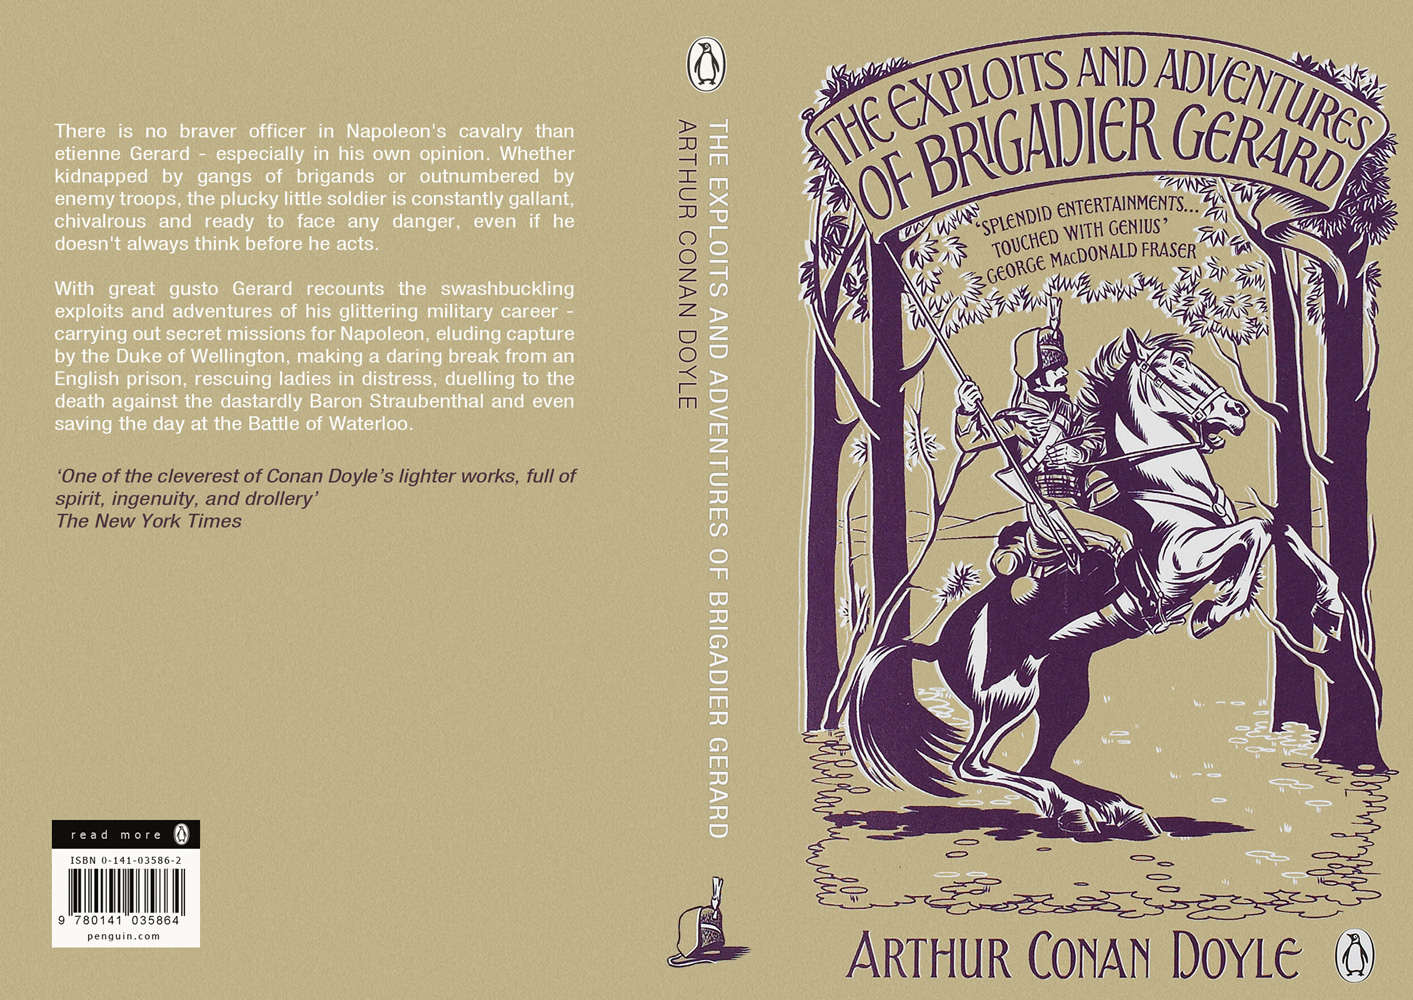 There is no braver officer in Napoleon's cavalry than
etienne Gerard - especially in his own opinion. Whether
kidnapped by gangs of brigands or outnumbered by
enemy troops, the plucky little soldier is constantly gallant,
chivalrous and ready to face any danger, even if he
doesn't always think before he acts.
With great gusto Gerard recounts the swashbuckling
exploits and adventures of his glittering military career -
carrying out secret missions for Napoleon, eluding capture
by the Duke of Wellington, making a daring break from an
English prison, rescuing ladies in distress, duelling to the
death against the dastardly Baron Straubenthal and even
saving the day at the Battle of Waterloo.
‘One of the cleverest of Conan Doyle’s lighter works, full of
spirit, ingenuity, and drollery’
The New York Times
read more
ISBN 0-141-03586-2
9 780141 035864
penguin.com
THE EXPLOITS AND ADVENTURES OF BRIGADIER GERARD
ARTHUR CONAN DOYLE
THE EXPLOITS AND ADVENTURES
OF BRIGADIER GERARD
‘SPLENDID ENTERTAINMENTS...
TOUCHED WITH GENIUS’
GEORGE MACDONALD FRASER
ARTHUR CONAN DOYLE